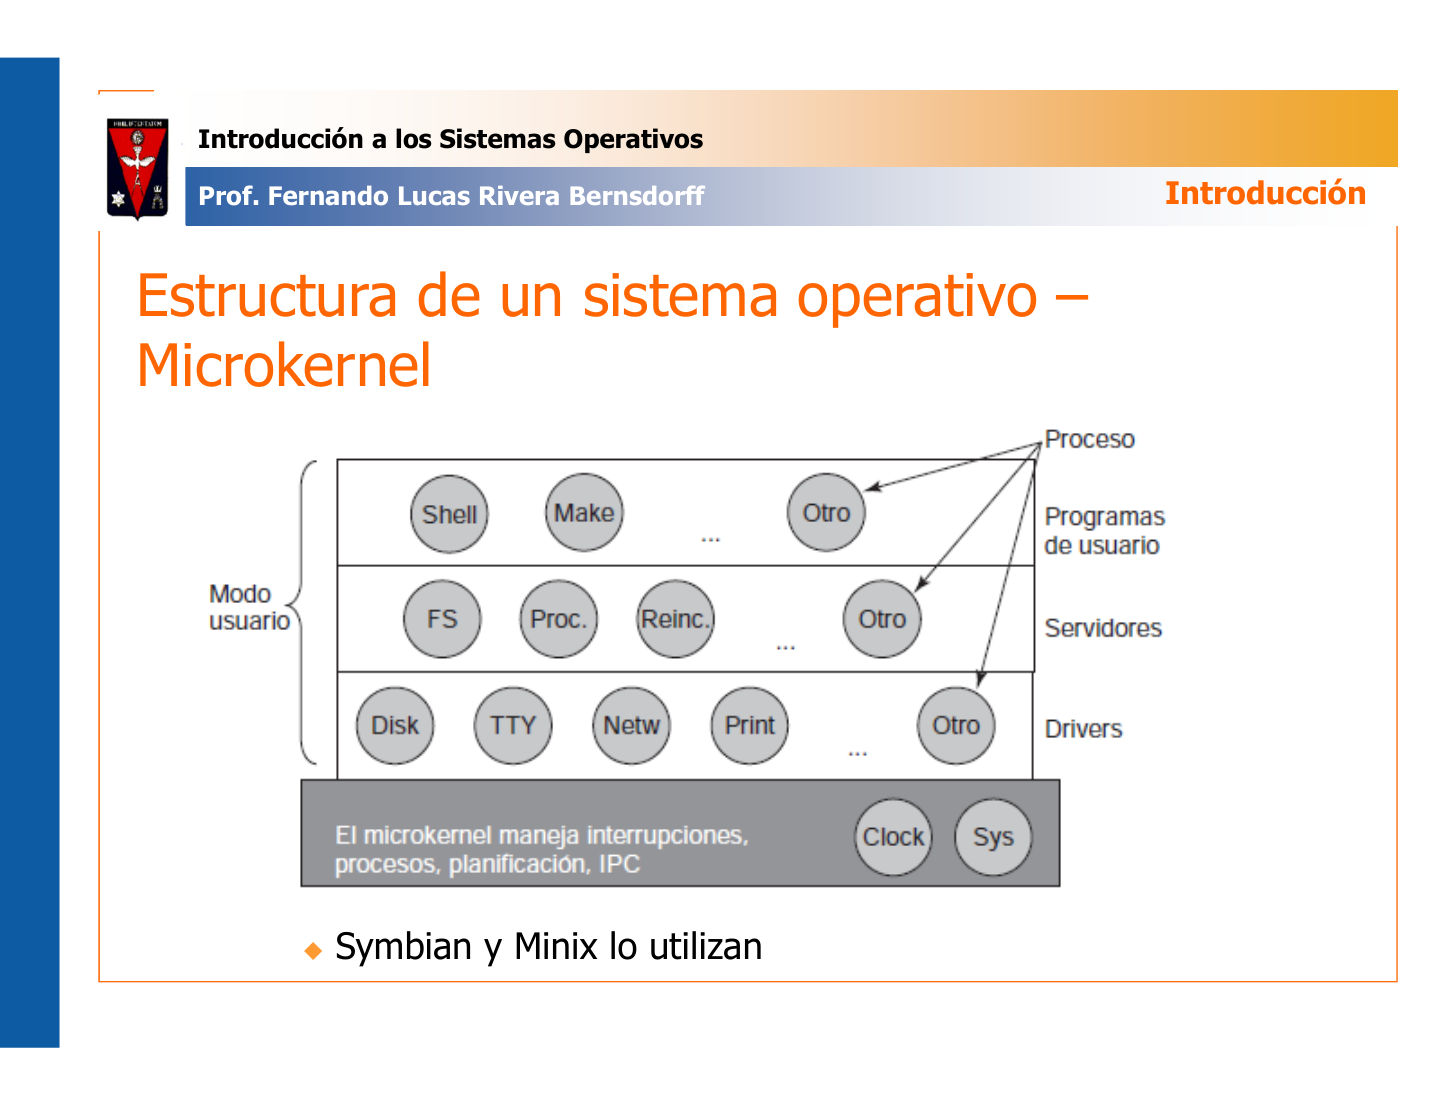 Introducción a los Sistemas Operativos
Prof. Fernando Lucas Rivera Bernsdorff
Introducción
Estructura de un sistema operativo –
Microkernel
Proceso
Shell
Make
...
Otro
Programas
de usuario
Modo
usuario
FS
Proc.
Reinc.
...
Otro
Servidores
Disk
TTY
Netw
Print
...
Otro
Drivers
El microkernel maneja interrupciones,
procesos, planificación, IPC
Clock
Sys
Symbian y Minix lo utilizan